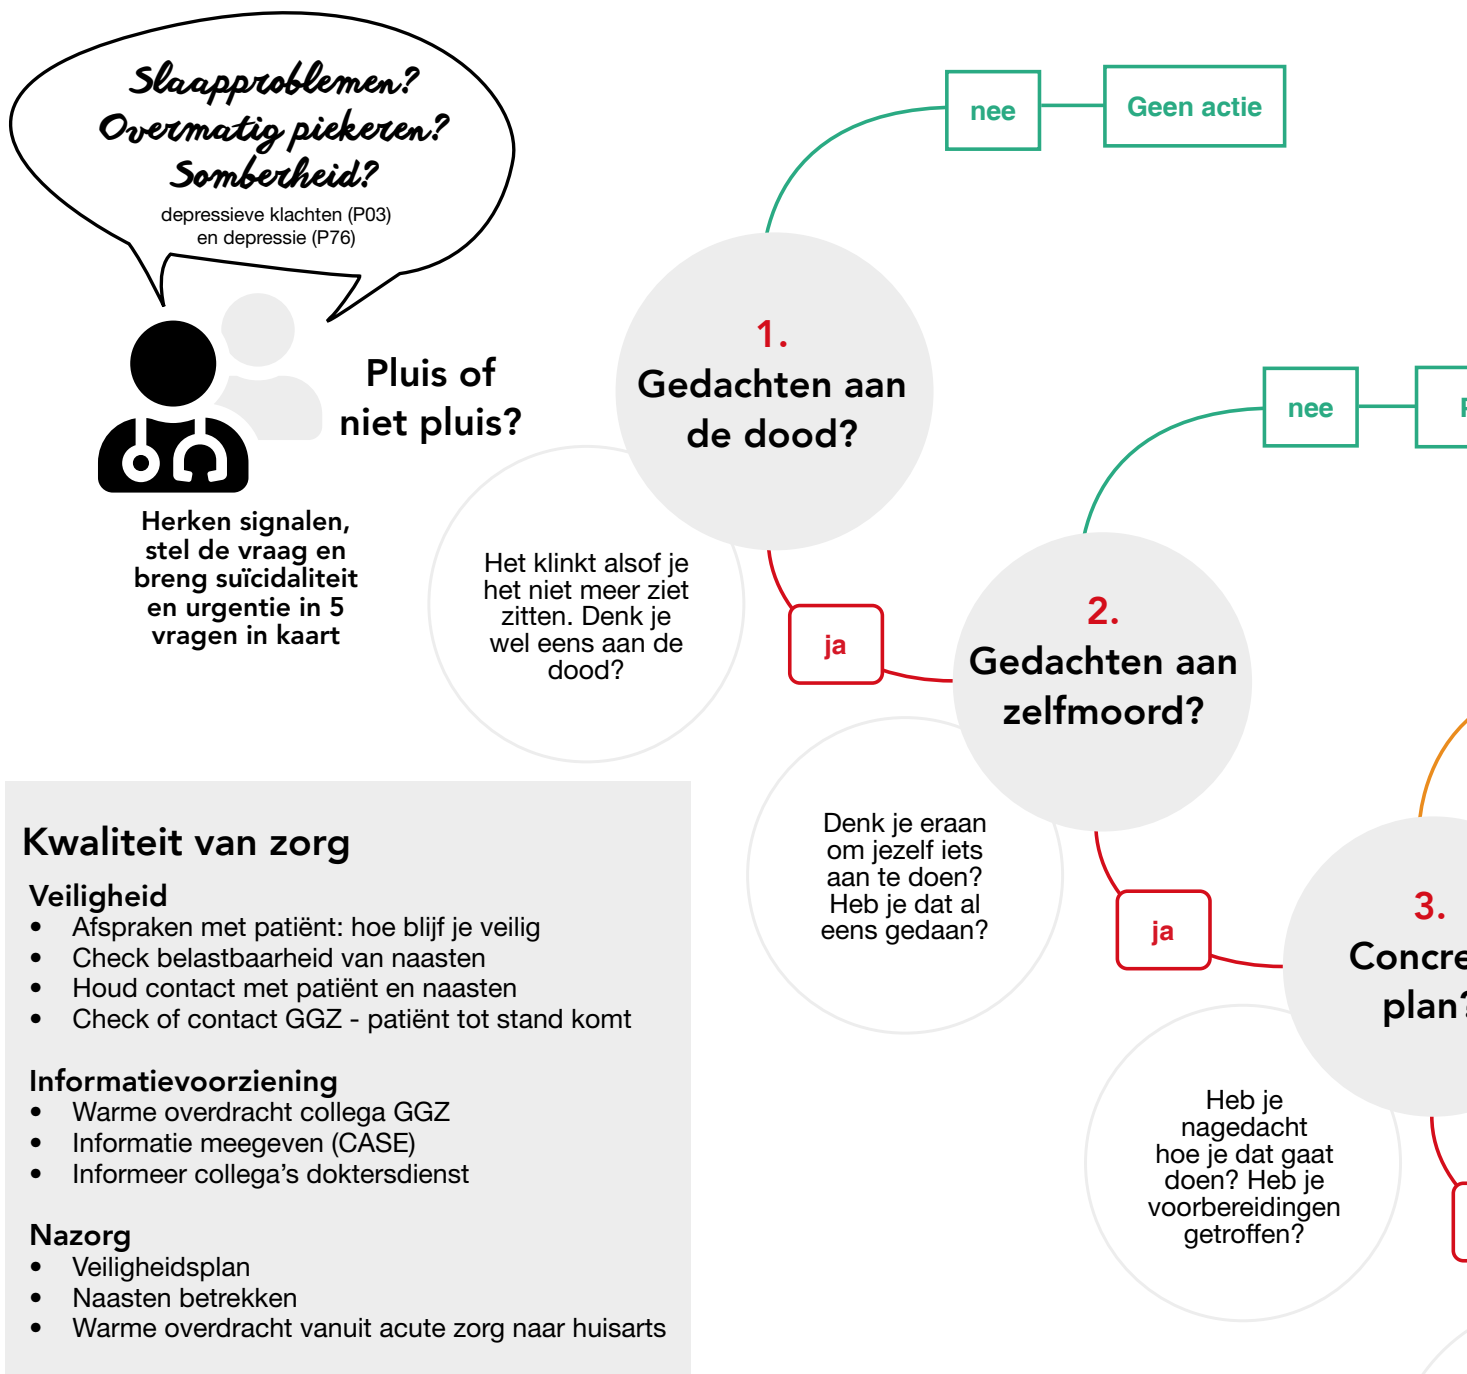 Slaapproblemen?
Overmatig piekeren?
Somberheid?
depressieve klachten (P03)
en depressie (P76)
Pluis of
niet pluis?
Herken signalen,
stel de vraag en
breng suïcidaliteit
en urgentie in 5
vragen in kaart
nee
Geen actie
1.
Gedachten aan
de dood?
Het klinkt alsof je
het niet meer ziet
zitten. Denk je
wel eens aan de
dood?
ja
nee
2.
Gedachten aan
zelfmoord?
Denk je eraan
om jezelf iets
aan te doen?
Heb je dat al
eens gedaan?
ja
3.
plan?
Heb je
nagedacht
hoe je dat gaat
doen? Heb je
voorbereidingen
getroffen?
Kwaliteit van zorg
Veiligheid
• Afspraken met patiënt: hoe blijf je veilig
• Check belastbaarheid van naasten
• Houd contact met patiënt en naasten
• Check of contact GGZ - patiënt tot stand komt
Informatievoorziening
• Warme overdracht collega GGZ
• Informatie meegeven (CASE)
• Informeer collega's doktersdienst
Nazorg
• Veiligheidsplan
• Naasten betrekken
• Warme overdracht vanuit acute zorg naar huisarts